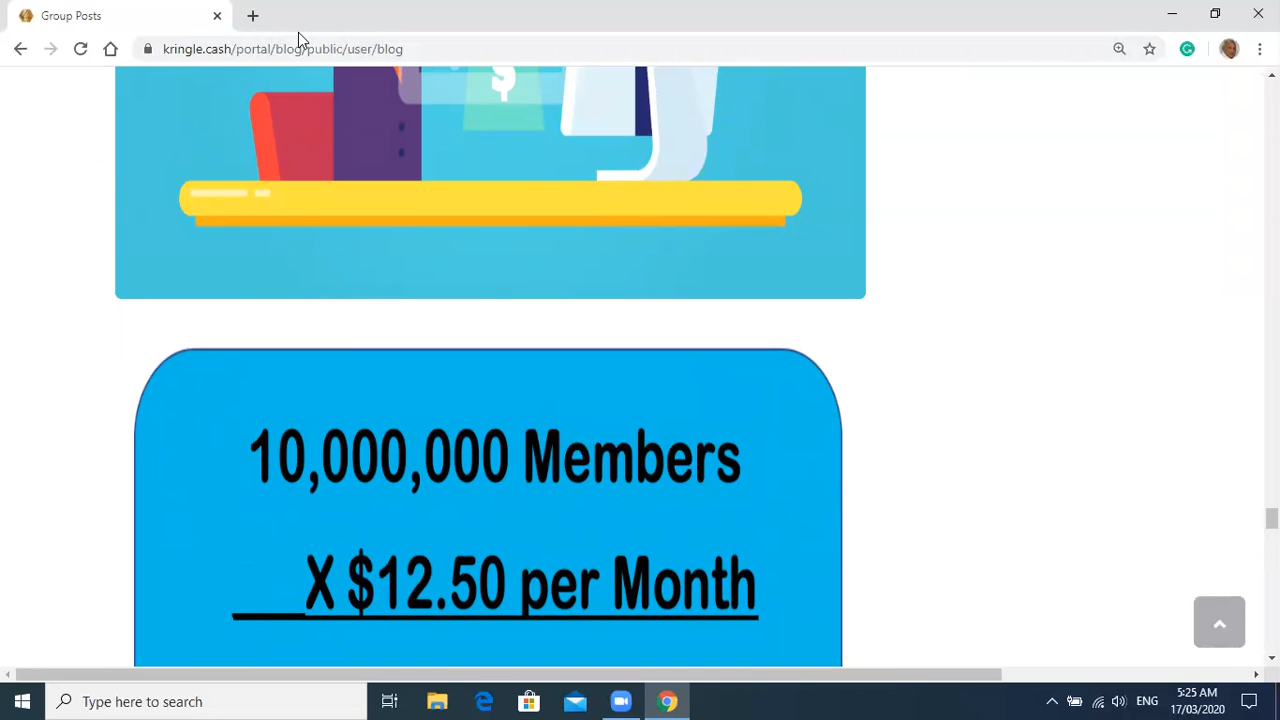 Group Posts
kringle.cash/portal/blog/public/user/blog
$
10,000,000 Members
X $12.50 per Month
Type here to search
ENG
5:25 AM
17/03/2020